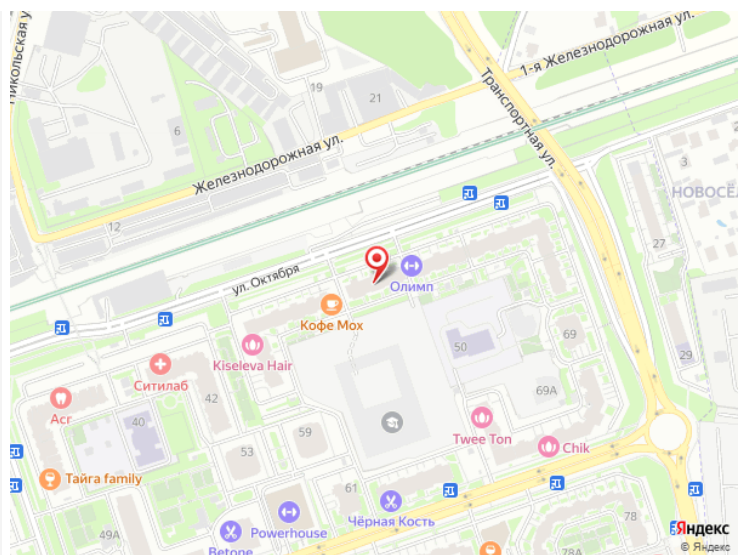 Никольская у
1-я Железнодорожная ул.
19
21
Транспортная ул.
6
Железнодорожная ул.
3
НОВОСЕЛ
12
27
ул. Октября
Олимп
Кофе Мох
50
69
29
Kiseleva Hair
Ситилаб
69А
Аст
42
40
59
Twee Ton
Chik
53
Тайга family
61
Чёрная Кость
Powerhouse
49А
78
Betone
78А
Яндекс
© Яндекс